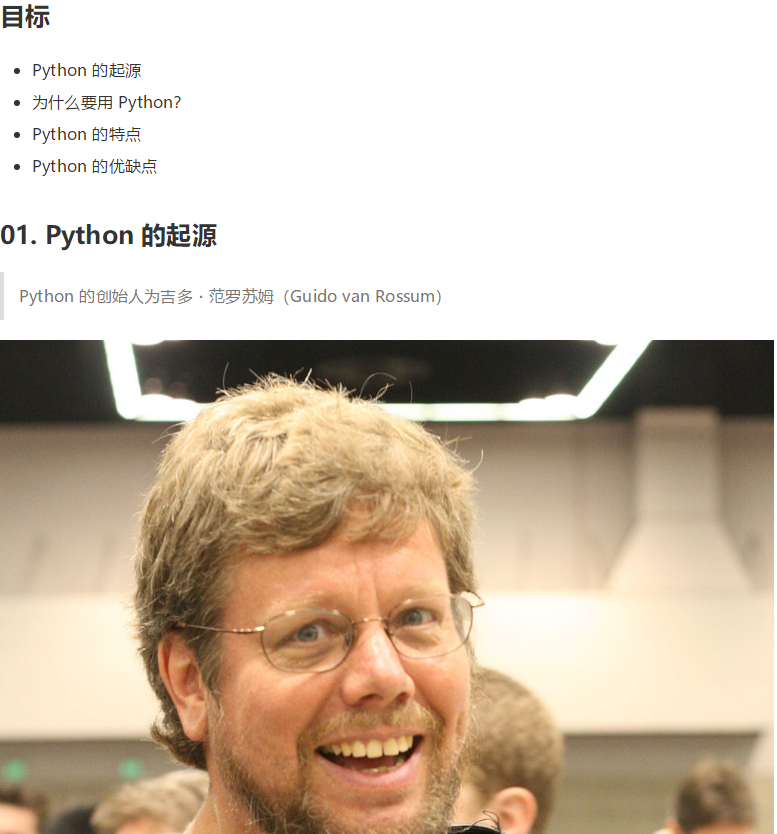 目标
Python 的起源
为什么要用 Python？
Python 的特点
Python 的优缺点
01. Python 的起源
Python 的创始人为吉多·范罗苏姆（Guido van Rossum）